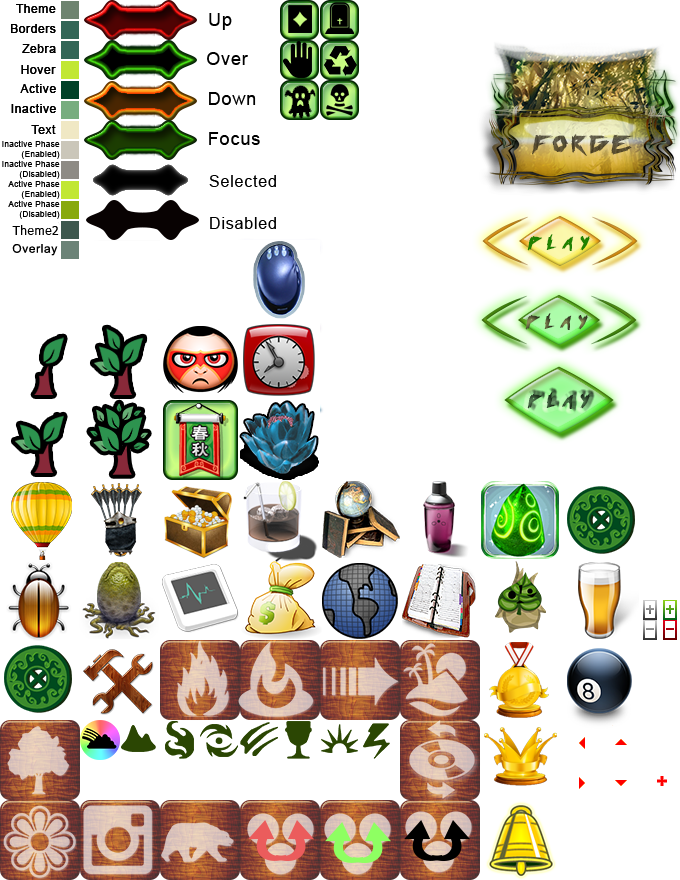 Theme
Borders
Zebra
Hover
Active
Inactive
Text
Inactive Phase
(Enabled)
Inactive Phase
(Disabled)
Active Phase
(Enabled)
Active Phase
(Disabled)
Theme2
Overlay
Up
Over
Down
Focus
Selected
Disabled
FORGE
PLAY
PLAY
PLAY
春
秋
$
8